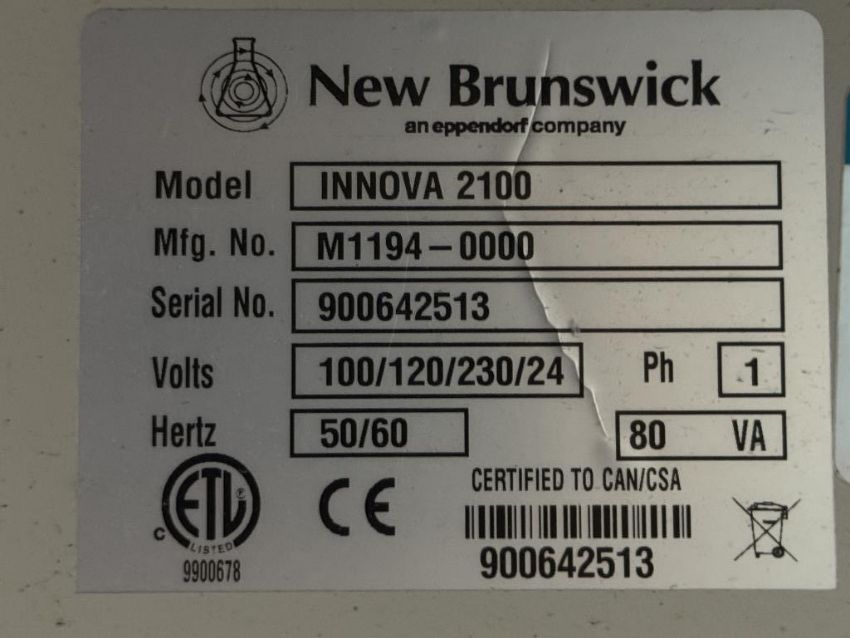 New Brunswick
an eppendorf company
Model INNOVA 2100
Mfg. No. M1194-0000
Serial No. 900642513
Volts 100/120/230/24 Ph 1
Hertz 50/60 80 VA
CERTIFIED TO CAN/CSA
C ETL LISTED CE
9900678 900642513